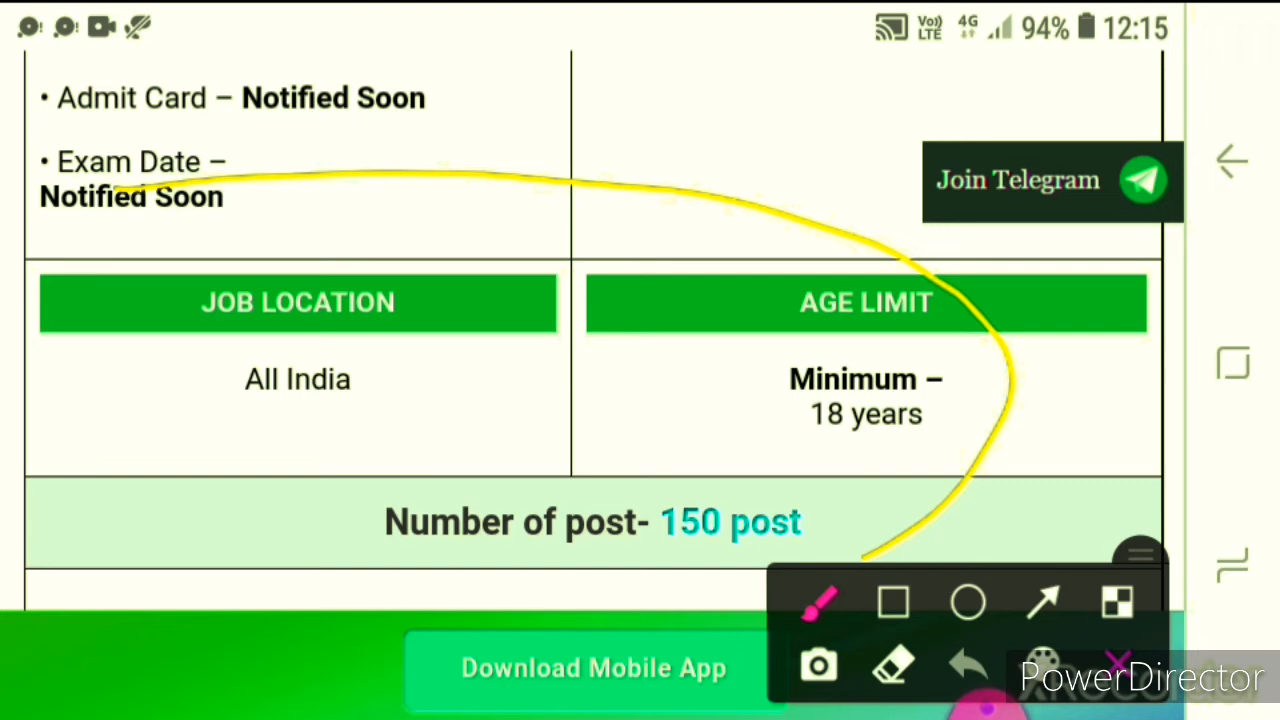 Vo))
LTE
4G
94%
12:15
• Admit Card – Notified Soon
• Exam Date –
Notified Soon
Join Telegram
JOB LOCATION
AGE LIMIT
All India
Minimum –
18 years
Number of post- 150 post
Download Mobile App
PowerDirector